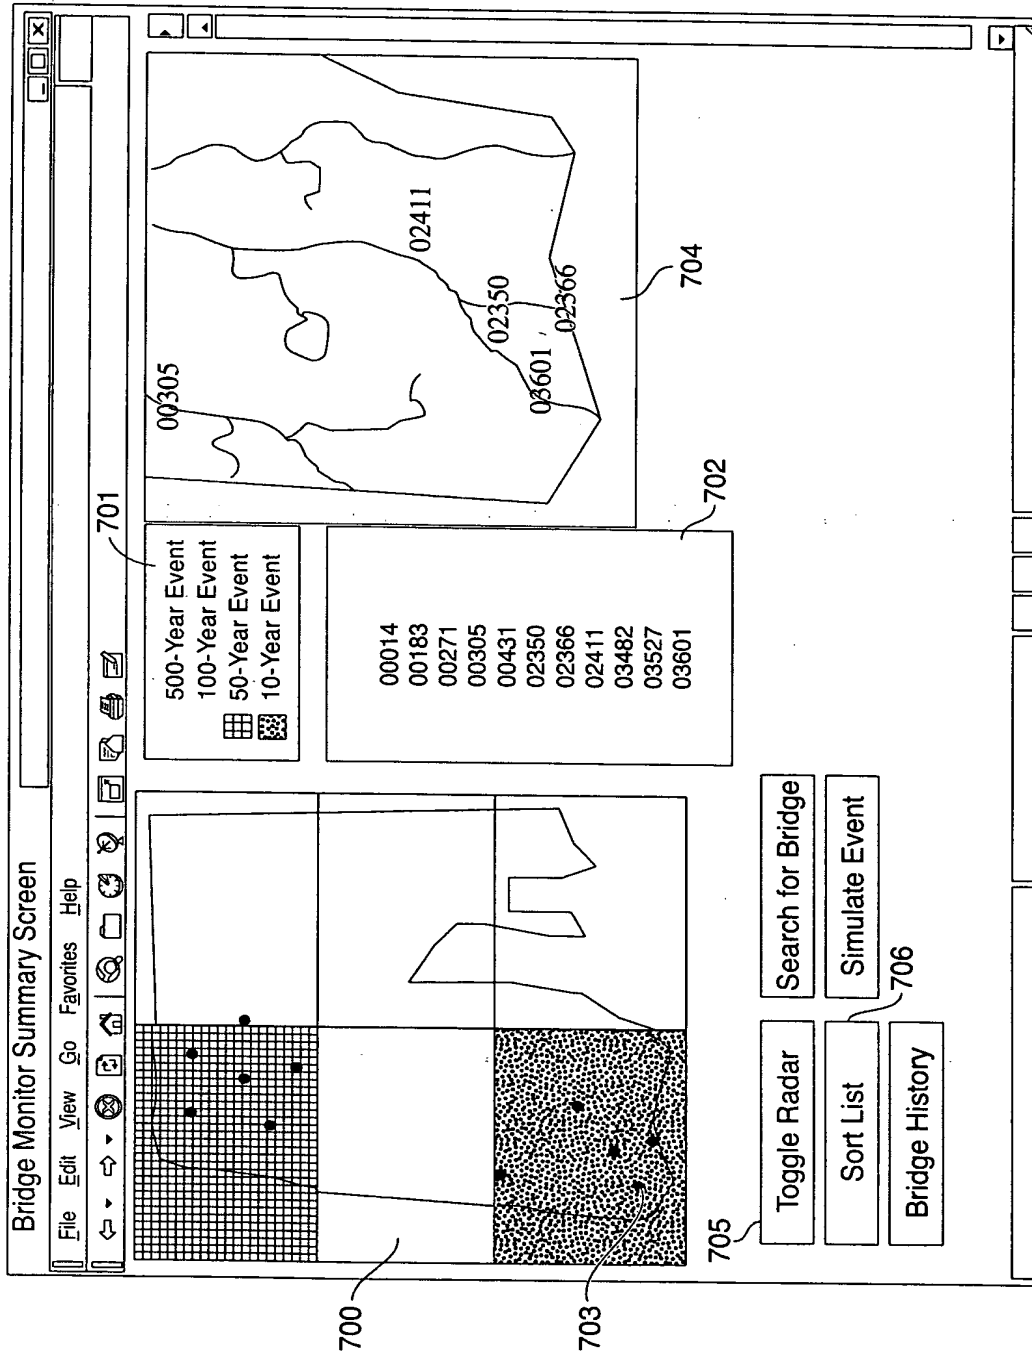 Bridge Monitor Summary Screen
File Edit View Go Favorites Help
701
500-Year Event
100-Year Event
50-Year Event
10-Year Event
00305
02411
02350
03601
02366
704
00014
00183
00271
00305
00431
02350
02366
02411
03482
03527
03601
702
700
703
705
Toggle Radar
Search for Bridge
Sort List
Simulate Event
706
Bridge History